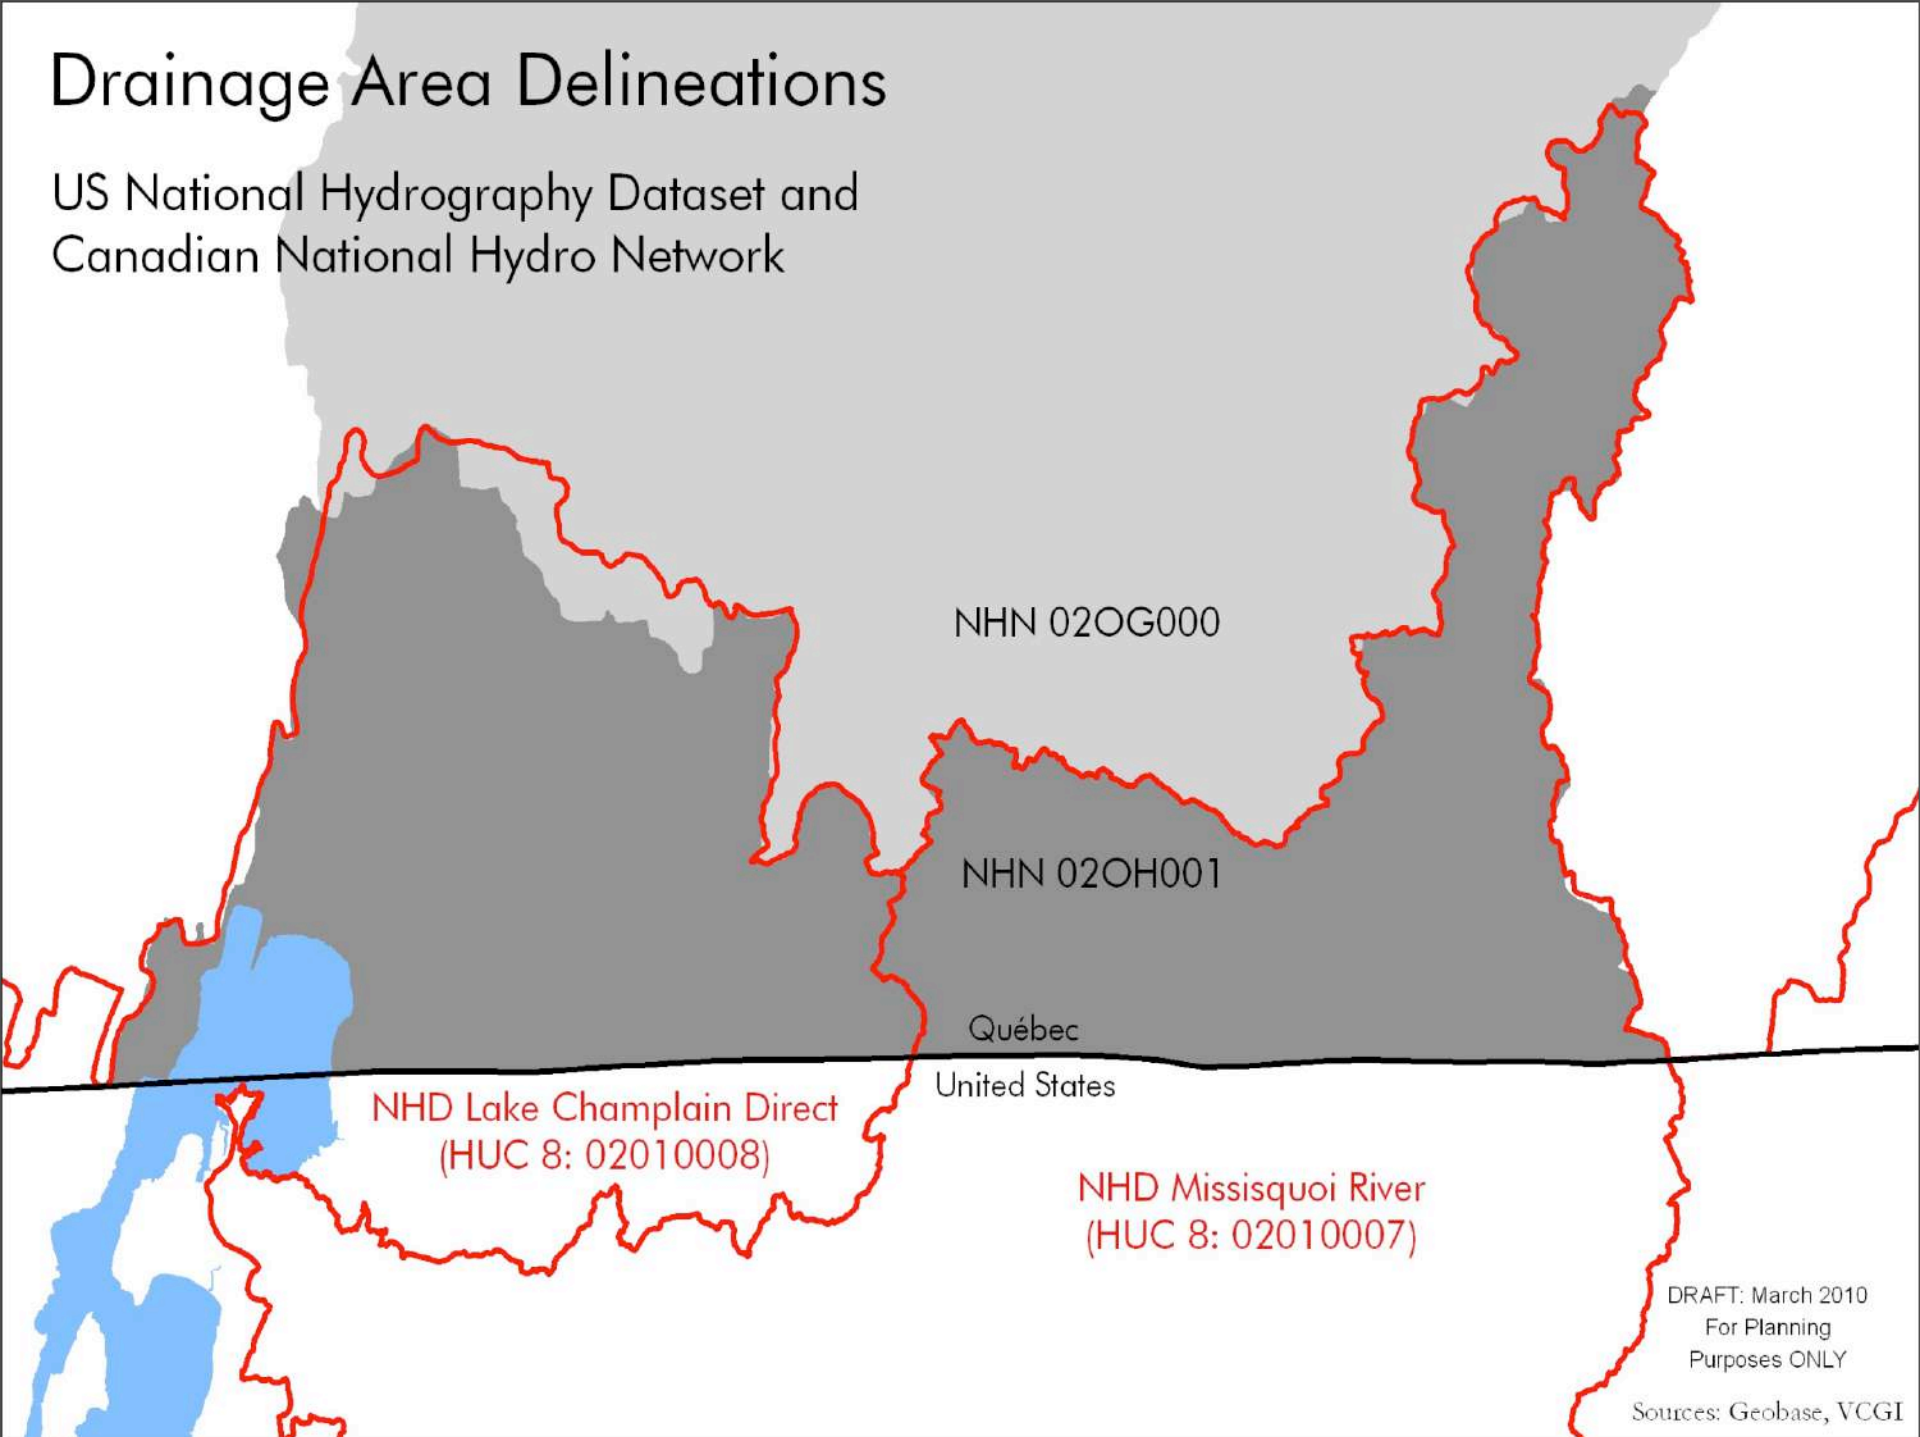 Drainage Area Delineations
US National Hydrography Dataset and
Canadian National Hydro Network
NHN 02OG000
NHN 02OH001
Québec
United States
NHD Lake Champlain Direct
(HUC 8: 02010008)
NHD Missisquoi River
(HUC 8: 02010007)
DRAFT: March 2010
For Planning
Purposes ONLY
Sources: Geobase, VCGI